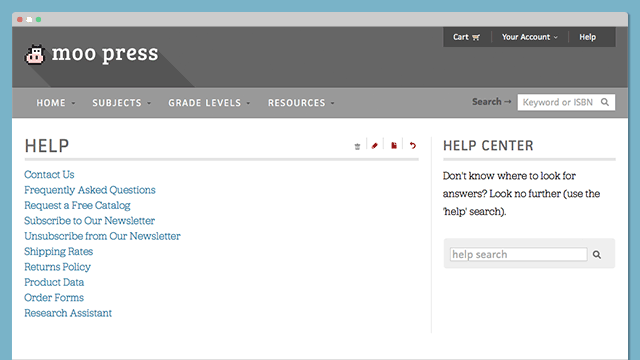 Cart
Your Account
Help
moo press
HOME
SUBJECTS
GRADE LEVELS
RESOURCES
Search →
Keyword or ISBN
HELP
Contact Us
Frequently Asked Questions
Request a Free Catalog
Subscribe to Our Newsletter
Unsubscribe from Our Newsletter
Shipping Rates
Returns Policy
Product Data
Order Forms
Research Assistant
HELP CENTER
Don't know where to look for
answers? Look no further (use the
'help' search).
help search